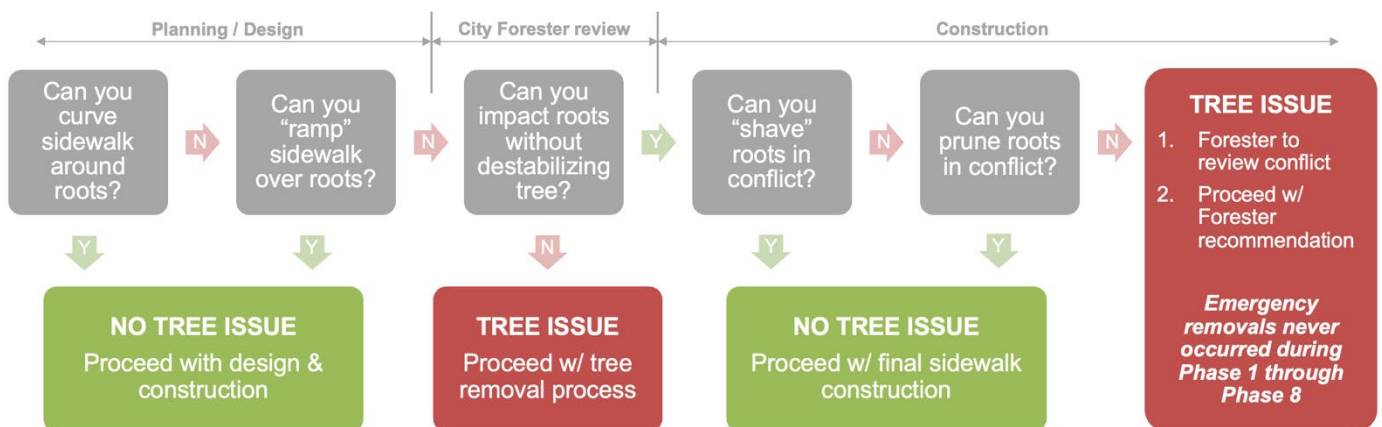 Planning / Design
City Forester review
Construction
Can you
curve
sidewalk
around
roots?
N
Can you
“ramp”
sidewalk
over roots?
N
Can you
impact roots
without
destabilizing
tree?
Y
Can you
“shave”
roots in
conflict?
N
Can you
prune roots
in conflict?
N
TREE ISSUE
1. Forester to
review conflict
2. Proceed w/
Forester
recommendation
Emergency
removals never
occurred during
Phase 1 through
Phase 8
Y
Y
N
Y
Y
NO TREE ISSUE
Proceed with design &
construction
TREE ISSUE
Proceed w/ tree
removal process
NO TREE ISSUE
Proceed w/ final sidewalk
construction